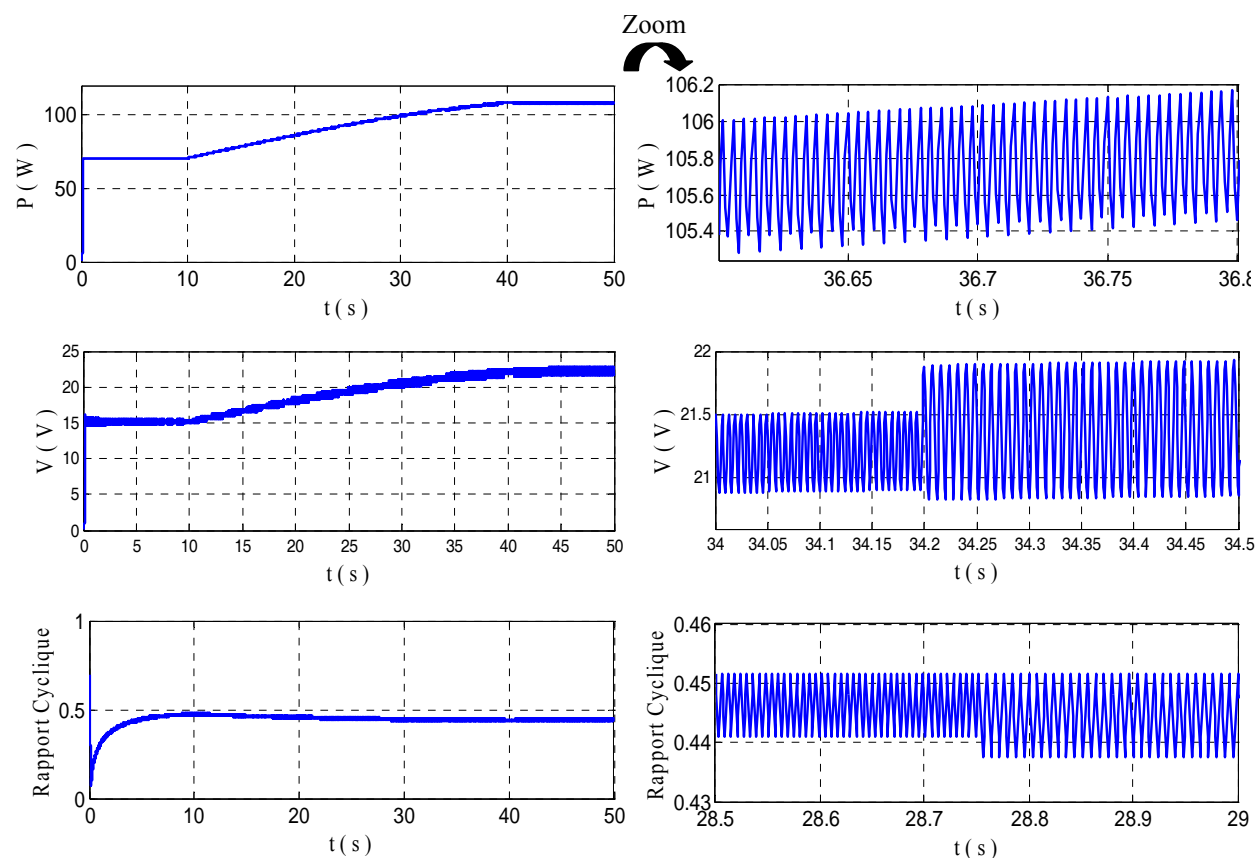 Zoom
P ( W )
100
50
0
0 10 20 30 40 50
t ( s )
P ( W )
106.2
106
105.8
105.6
105.4
36.65 36.7 36.75 36.8
t ( s )
V ( V )
25
20
15
10
5
0
0 5 10 15 20 25 30 35 40 45 50
t ( s )
V ( V )
22
21.5
21
34 34.05 34.1 34.15 34.2 34.25 34.3 34.35 34.4 34.45 34.5
t ( s )
Rapport Cyclique
1
0.5
0
0 10 20 30 40 50
t ( s )
Rapport Cyclique
0.46
0.45
0.44
0.43
28.5 28.6 28.7 28.8 28.9 29
t ( s )